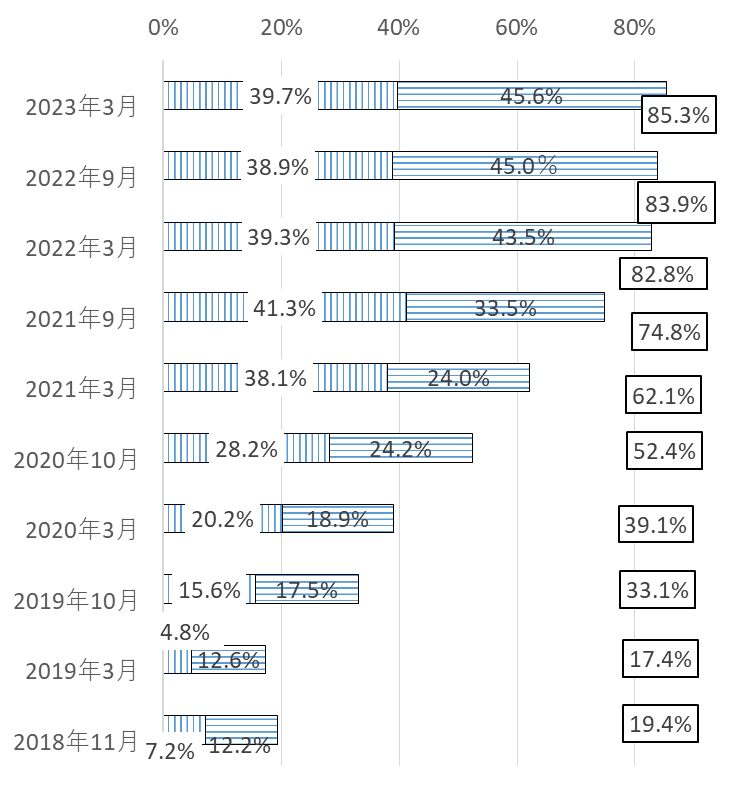 0% 20% 40% 60% 80%
2023年3月 39.7% 45.6% 85.3%
2022年9月 38.9% 45.0% 83.9%
2022年3月 39.3% 43.5% 82.8%
2021年9月 41.3% 33.5% 74.8%
2021年3月 38.1% 24.0% 62.1%
2020年10月 28.2% 24.2% 52.4%
2020年3月 20.2% 18.9% 39.1%
2019年10月 15.6% 17.5% 33.1%
2019年3月 4.8% 12.6% 17.4%
2018年11月 7.2% 12.2% 19.4%